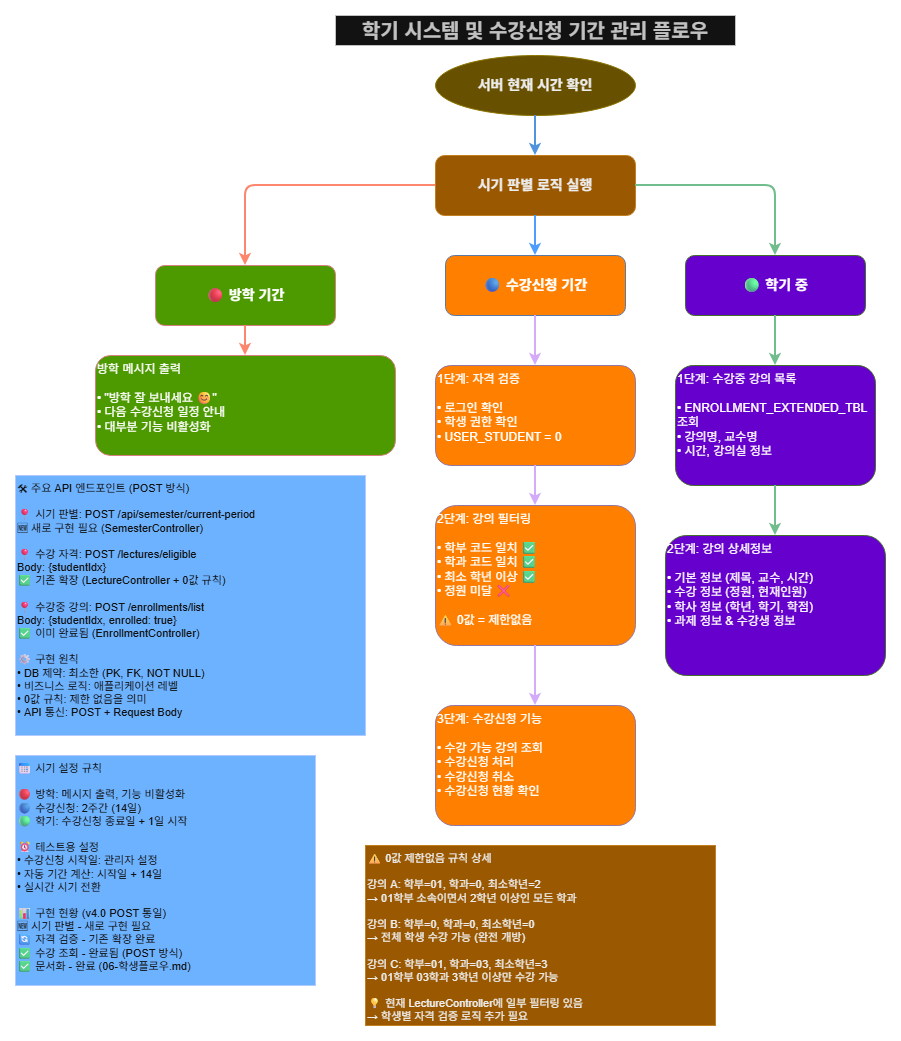 학기 시스템 및 수강신청 기간 관리 플로우
서버 현재 시간 확인
시기 판별 로직 실행
🔴 방학 기간
🔵 수강신청 기간
🟢 학기 중
방학 메시지 출력
• "방학 잘 보내세요 😊"
• 다음 수강신청 일정 안내
• 대부분 기능 비활성화
1단계: 자격 검증
• 로그인 확인
• 학생 권한 확인
• USER_STUDENT = 0
1단계: 수강중 강의 목록
• ENROLLMENT_EXTENDED_TBL
조회
• 강의명, 교수명
• 시간, 강의실 정보
2단계: 강의 필터링
• 학부 코드 일치 ✅
• 학과 코드 일치 ✅
• 최소 학년 이상 ✅
• 정원 미달 ❌
⚠️ 0값 = 제한없음
2단계: 강의 상세정보
• 기본 정보 (제목, 교수, 시간)
• 수강 정보 (정원, 현재인원)
• 학사 정보 (학년, 학기, 학점)
• 과제 정보 & 수강생 정보
3단계: 수강신청 기능
• 수강 가능 강의 조회
• 수강신청 처리
• 수강신청 취소
• 수강신청 현황 확인
🛠 주요 API 엔드포인트 (POST 방식)
📍 시기 판별: POST /api/semester/current-period
🆕 새로 구현 필요 (SemesterController)
📍 수강 자격: POST /lectures/eligible
Body: {studentIdx}
✅ 기존 확장 (LectureController + 0값 규칙)
📍 수강중 강의: POST /enrollments/list
Body: {studentIdx, enrolled: true}
✅ 이미 완료됨 (EnrollmentController)
⚙️ 구현 원칙
• DB 제약: 최소한 (PK, FK, NOT NULL)
• 비즈니스 로직: 애플리케이션 레벨
• 0값 규칙: 제한 없음을 의미
• API 통신: POST + Request Body
📅 시기 설정 규칙
🔴 방학: 메시지 출력, 기능 비활성화
🔵 수강신청: 2주간 (14일)
🟢 학기: 수강신청 종료일 + 1일 시작
⏰ 테스트용 설정
• 수강신청 시작일: 관리자 설정
• 자동 기간 계산: 시작일 + 14일
• 실시간 시기 전환
📊 구현 현황 (v4.0 POST 통일)
🆕 시기 판별 - 새로 구현 필요
🔄 자격 검증 - 기존 확장 완료
✅ 수강 조회 - 완료됨 (POST 방식)
✅ 문서화 - 완료 (06-학생플로우.md)
⚠️ 0값 제한없음 규칙 상세
강의 A: 학부=01, 학과=0, 최소학년=2
→ 01학부 소속이면서 2학년 이상인 모든 학과
강의 B: 학부=0, 학과=0, 최소학년=0
→ 전체 학생 수강 가능 (완전 개방)
강의 C: 학부=01, 학과=03, 최소학년=3
→ 01학부 03학과 3학년 이상만 수강 가능
💡 현재 LectureController에 일부 필터링 있음
→ 학생별 자격 검증 로직 추가 필요